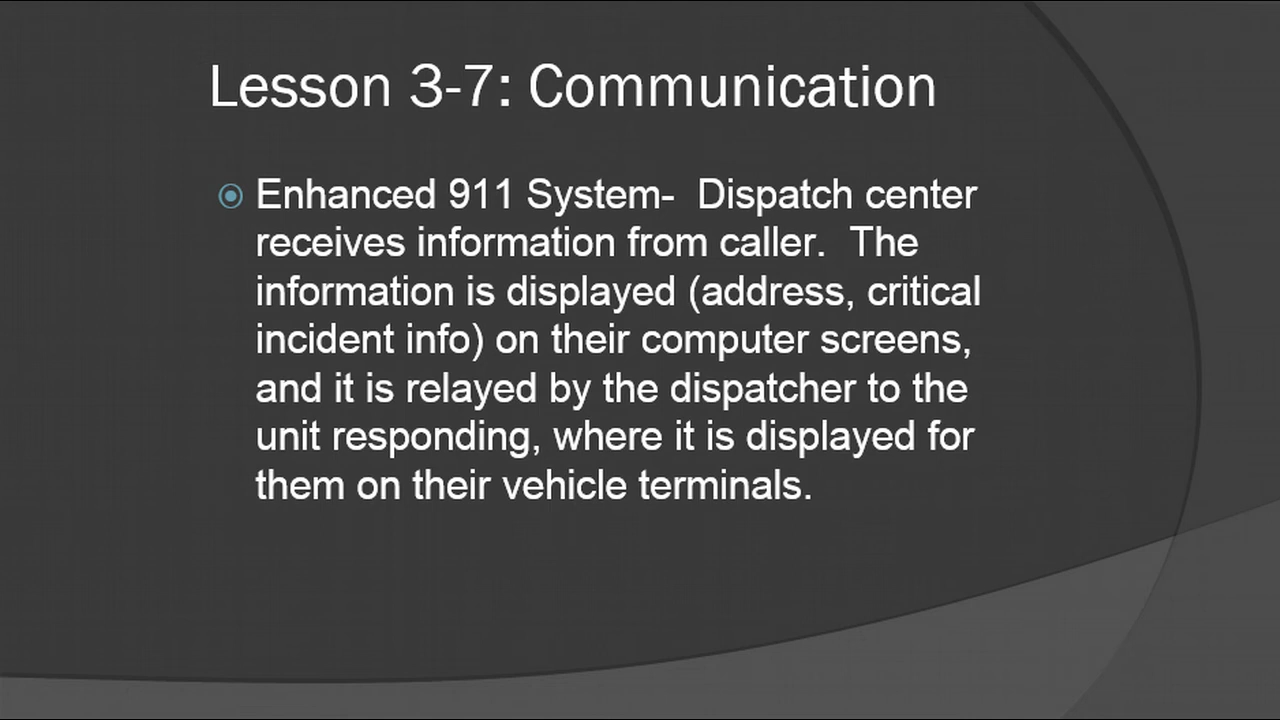 Lesson 3-7: Communication
Enhanced 911 System-  Dispatch center
receives information from caller.  The
information is displayed (address, critical
incident info) on their computer screens,
and it is relayed by the dispatcher to the
unit responding, where it is displayed for
them on their vehicle terminals.